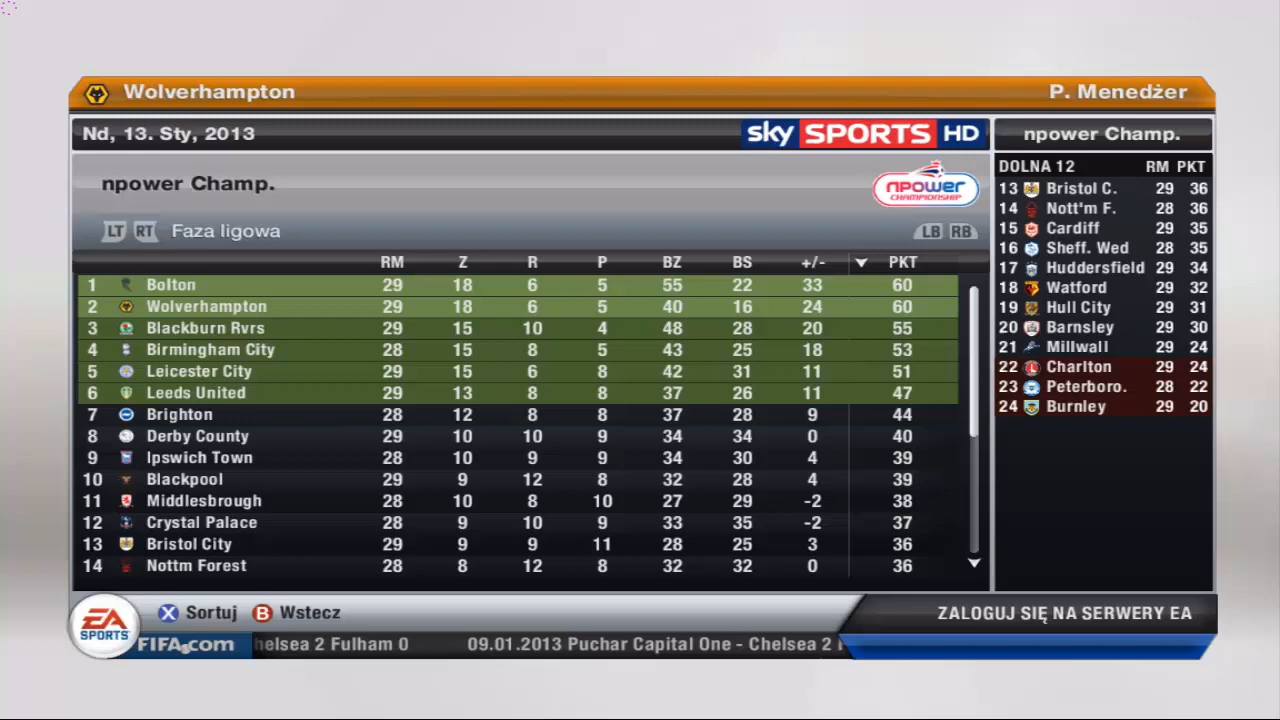 Wolverhampton P. Menedżer
Nd, 13. Sty, 2013 sky SPORTS HD npower Champ.
npower Champ. npower CHAMPIONSHIP
LT RT Faza ligowa LB RB
RM Z R P BZ BS +/- PKT
1 Bolton 29 18 6 5 55 22 33 60
2 Wolverhampton 29 18 6 5 40 16 24 60
3 Blackburn Rvrs 29 15 10 4 48 28 20 55
4 Birmingham City 28 15 8 5 43 25 18 53
5 Leicester City 29 15 6 8 42 31 11 51
6 Leeds United 29 13 8 8 37 26 11 47
7 Brighton 28 12 8 8 37 28 9 44
8 Derby County 29 10 10 9 34 34 0 40
9 Ipswich Town 28 10 9 9 34 30 4 39
10 Blackpool 29 9 12 8 32 28 4 39
11 Middlesbrough 28 10 8 10 27 29 -2 38
12 Crystal Palace 28 9 10 9 33 35 -2 37
13 Bristol City 29 9 9 11 28 25 3 36
14 Nottm Forest 28 8 12 8 32 32 0 36
DOLNA 12 RM PKT
13 Bristol C. 29 36
14 Nott'm F. 28 36
15 Cardiff 29 35
16 Sheff. Wed 28 35
17 Huddersfield 29 34
18 Watford 29 32
19 Hull City 29 31
20 Barnsley 29 30
21 Millwall 29 24
22 Charlton 29 24
23 Peterboro. 28 22
24 Burnley 29 20
EA SPORTS X Sortuj B Wstecz ZALOGUJ SIĘ NA SERWERY EA
FIFA.com helsea 2 Fulham 0 09.01.2013 Puchar Capital One - Chelsea 2